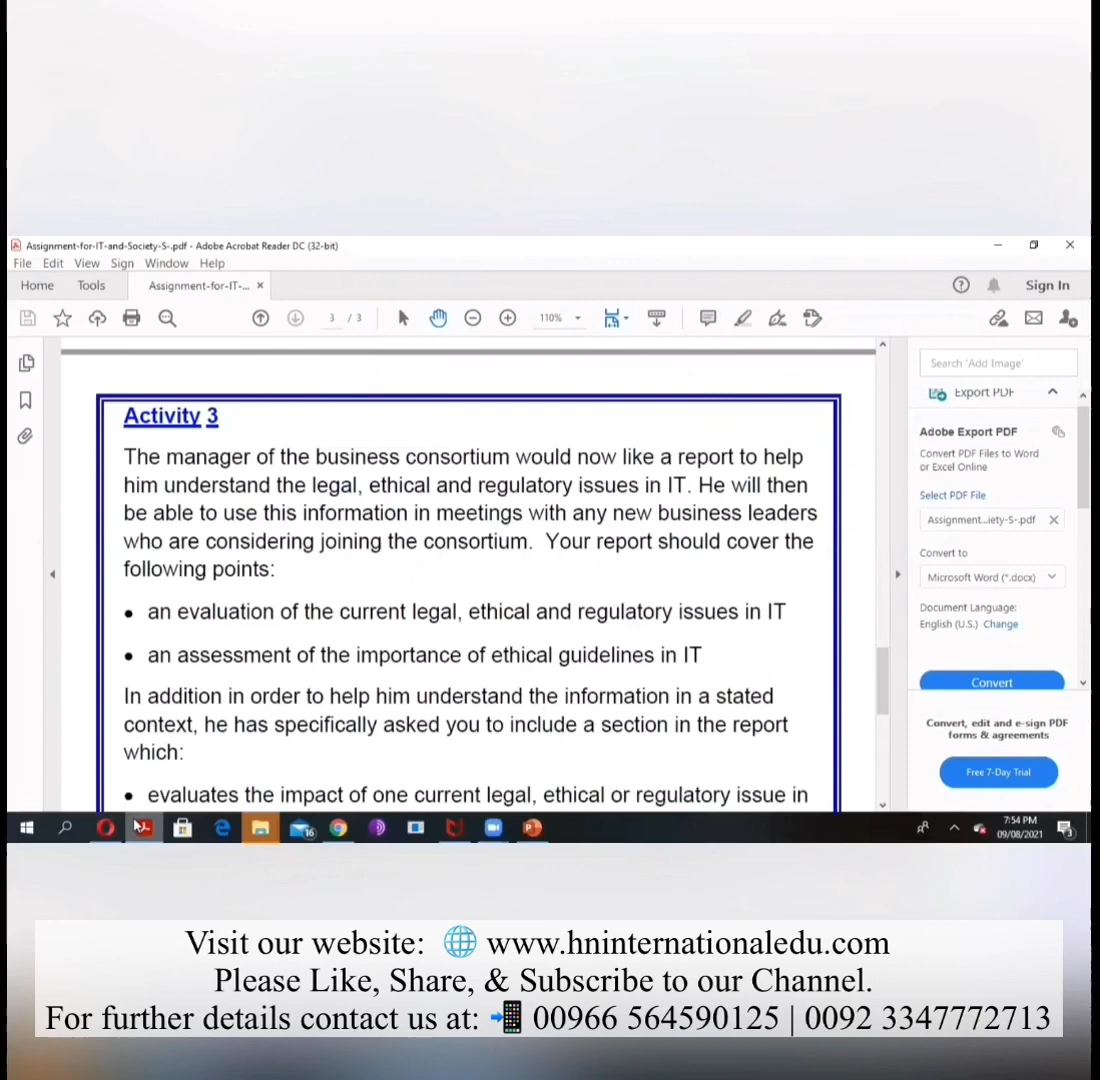 Assignment-for-IT-and-Society-S-.pdf - Adobe Acrobat Reader DC (32-bit)
File Edit View Sign Window Help
Home Tools Assignment-for-IT-... × Sign In
3 / 3 110%
Search 'Add Image'
Export PDF
Activity 3
The manager of the business consortium would now like a report to help
him understand the legal, ethical and regulatory issues in IT. He will then
be able to use this information in meetings with any new business leaders
who are considering joining the consortium. Your report should cover the
following points:
• an evaluation of the current legal, ethical and regulatory issues in IT
• an assessment of the importance of ethical guidelines in IT
In addition in order to help him understand the information in a stated
context, he has specifically asked you to include a section in the report
which:
• evaluates the impact of one current legal, ethical or regulatory issue in
Adobe Export PDF
Convert PDF Files to Word
or Excel Online
Select PDF File
Assignment...iety-S-.pdf ×
Convert to
Microsoft Word (*.docx)
Document Language:
English (U.S.) Change
Convert
Convert, edit and e-sign PDF
forms & agreements
Free 7-Day Trial
16
7:54 PM
09/08/2021
3
Visit our website: 🌐 www.hninternationaledu.com
Please Like, Share, & Subscribe to our Channel.
For further details contact us at: 📲 00966 564590125 | 0092 3347772713